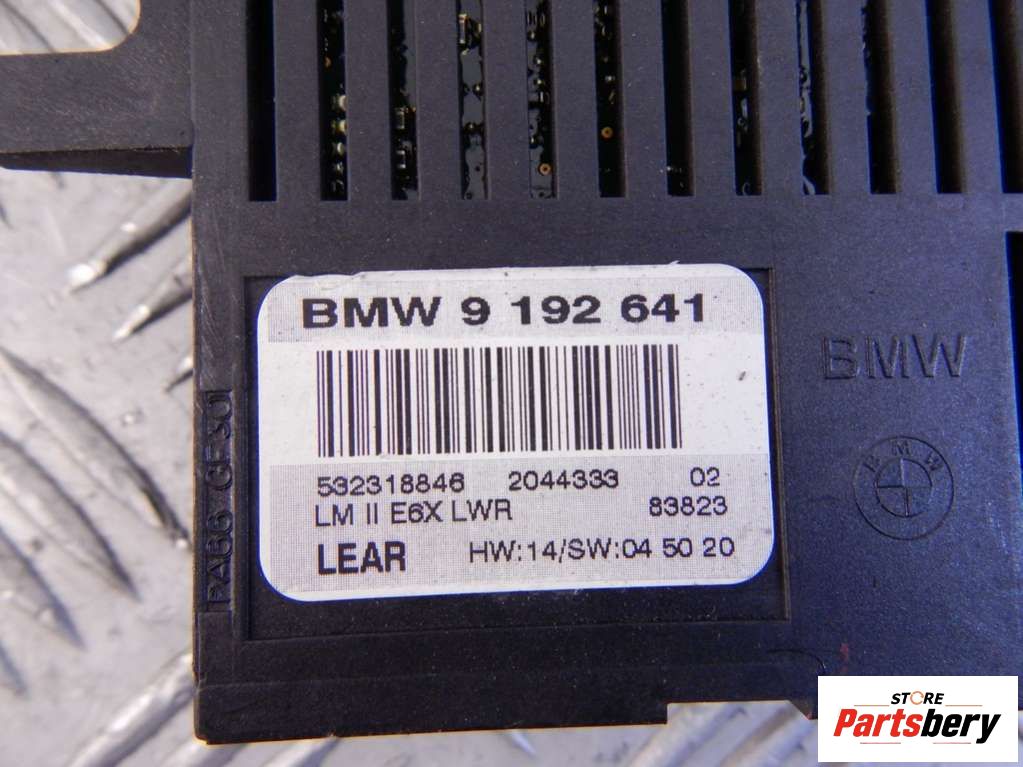 BMW 9 192 641
532318846 2044333 02
LM II E6X LWR 83823
LEAR HW:14/SW:04 50 20
BMW
BMW
PA66 GF30
STORE
Partsbery